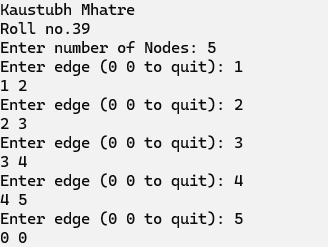 Kaustubh Mhatre
Roll no.39
Enter number of Nodes: 5
Enter edge (0 0 to quit): 1
1 2
Enter edge (0 0 to quit): 2
2 3
Enter edge (0 0 to quit): 3
3 4
Enter edge (0 0 to quit): 4
4 5
Enter edge (0 0 to quit): 5
0 0